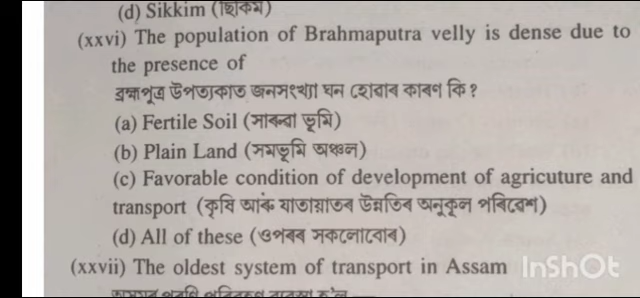 (d) Sikkim (ছিকিম)
(xxvi) The population of Brahmaputra velly is dense due to
the presence of
ব্ৰহ্মপুত্ৰ উপত্যকাত জনসংখ্যা ঘন হোৱাৰ কাৰণ কি?
(a) Fertile Soil (সাৰুৱা ভূমি)
(b) Plain Land (সমভূমি অঞ্চল)
(c) Favorable condition of development of agricuture and
transport (কৃষি আৰু যাতায়াতৰ উন্নতিৰ অনুকূল পৰিৱেশ)
(d) All of these (ওপৰৰ সকলোবোৰ)
(xxvii) The oldest system of transport in Assam
InShOt